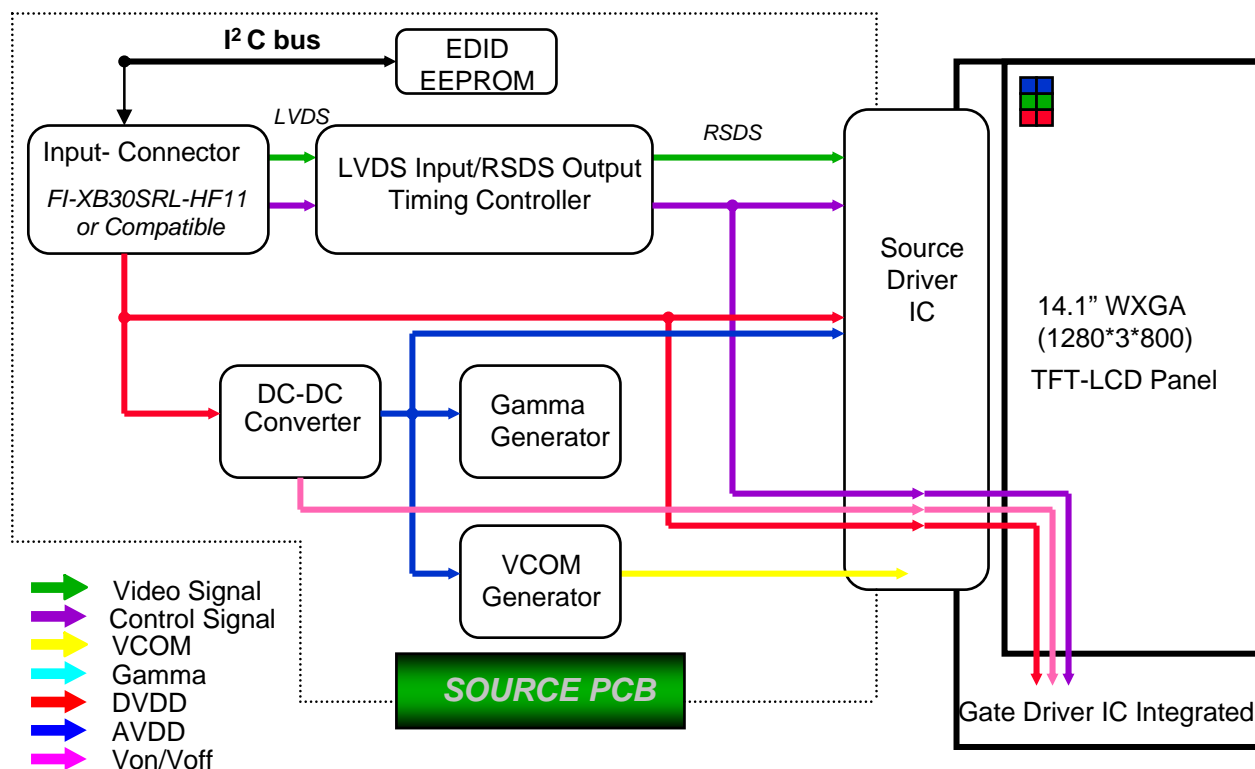 I² C bus
EDID
EEPROM
LVDS
RSDS
Input- Connector
FI-XB30SRL-HF11
or Compatible
LVDS Input/RSDS Output
Timing Controller
Source
Driver
IC
14.1” WXGA
(1280*3*800)
TFT-LCD Panel
DC-DC
Converter
Gamma
Generator
VCOM
Generator
Video Signal
Control Signal
VCOM
Gamma
DVDD
AVDD
Von/Voff
SOURCE PCB
Gate Driver IC Integrated